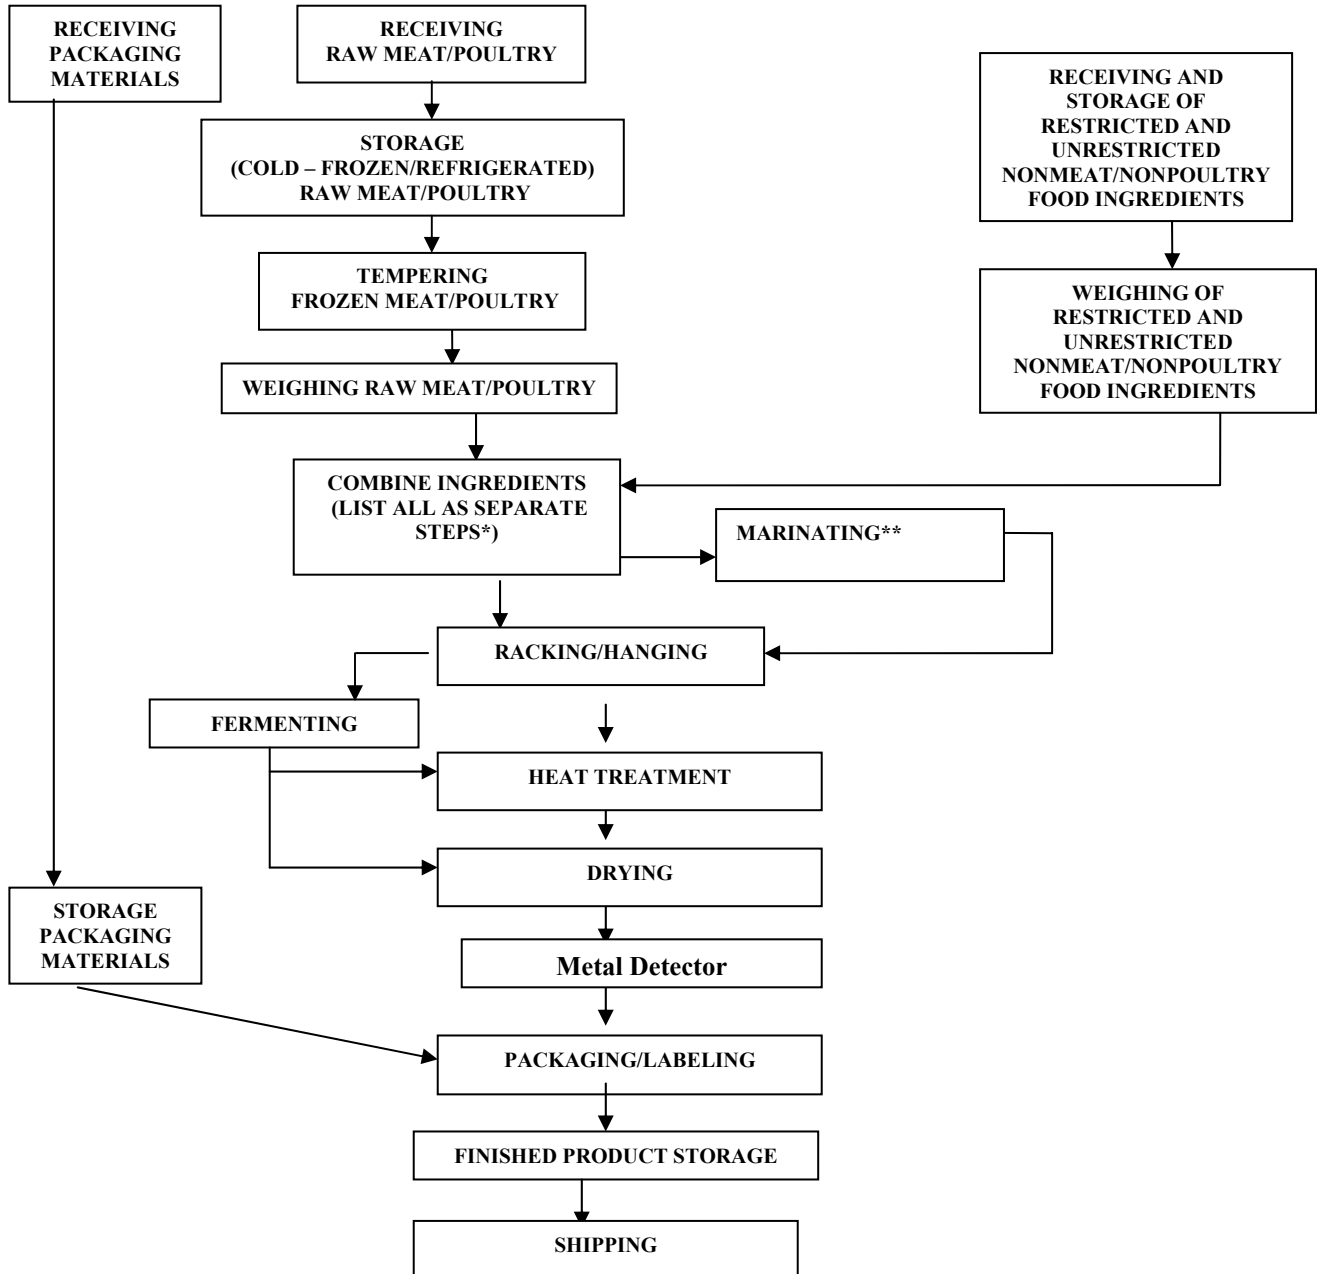 RECEIVING
PACKAGING
MATERIALS
RECEIVING
RAW MEAT/POULTRY
RECEIVING AND
STORAGE OF
RESTRICTED AND
UNRESTRICTED
NONMEAT/NONPOULTRY
FOOD INGREDIENTS
STORAGE
(COLD – FROZEN/REFRIGERATED)
RAW MEAT/POULTRY
TEMPERING
FROZEN MEAT/POULTRY
WEIGHING OF
RESTRICTED AND
UNRESTRICTED
NONMEAT/NONPOULTRY
FOOD INGREDIENTS
WEIGHING RAW MEAT/POULTRY
COMBINE INGREDIENTS
(LIST ALL AS SEPARATE
STEPS*)
MARINATING**
RACKING/HANGING
FERMENTING
HEAT TREATMENT
DRYING
STORAGE
PACKAGING
MATERIALS
Metal Detector
PACKAGING/LABELING
FINISHED PRODUCT STORAGE
SHIPPING